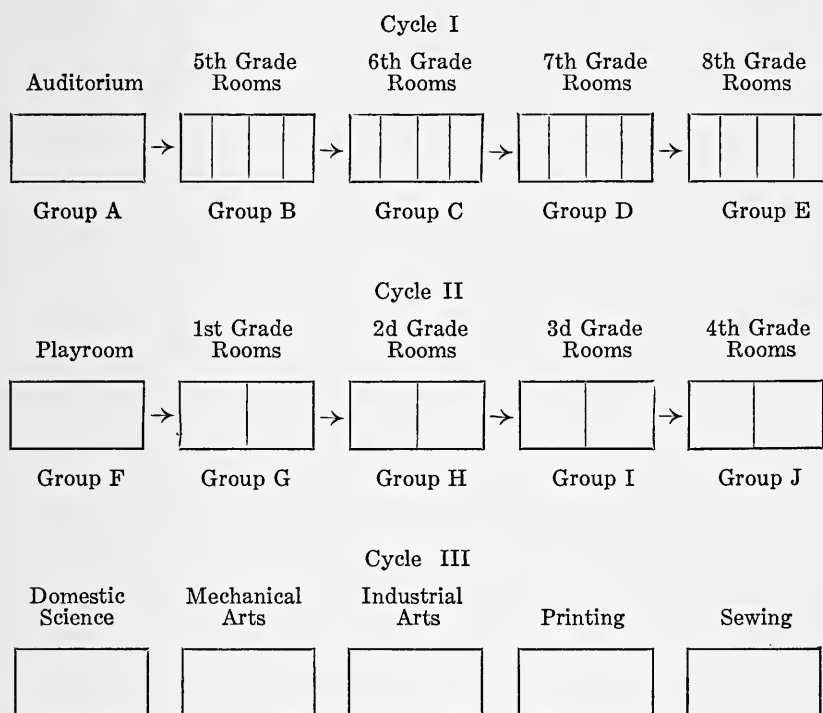 Cycle I
Auditorium
5th Grade
Rooms
6th Grade
Rooms
7th Grade
Rooms
8th Grade
Rooms
Group A
Group B
Group C
Group D
Group E
Cycle II
Playroom
1st Grade
Rooms
2d Grade
Rooms
3d Grade
Rooms
4th Grade
Rooms
Group F
Group G
Group H
Group I
Group J
Cycle III
Domestic
Science
Mechanical
Arts
Industrial
Arts
Printing
Sewing